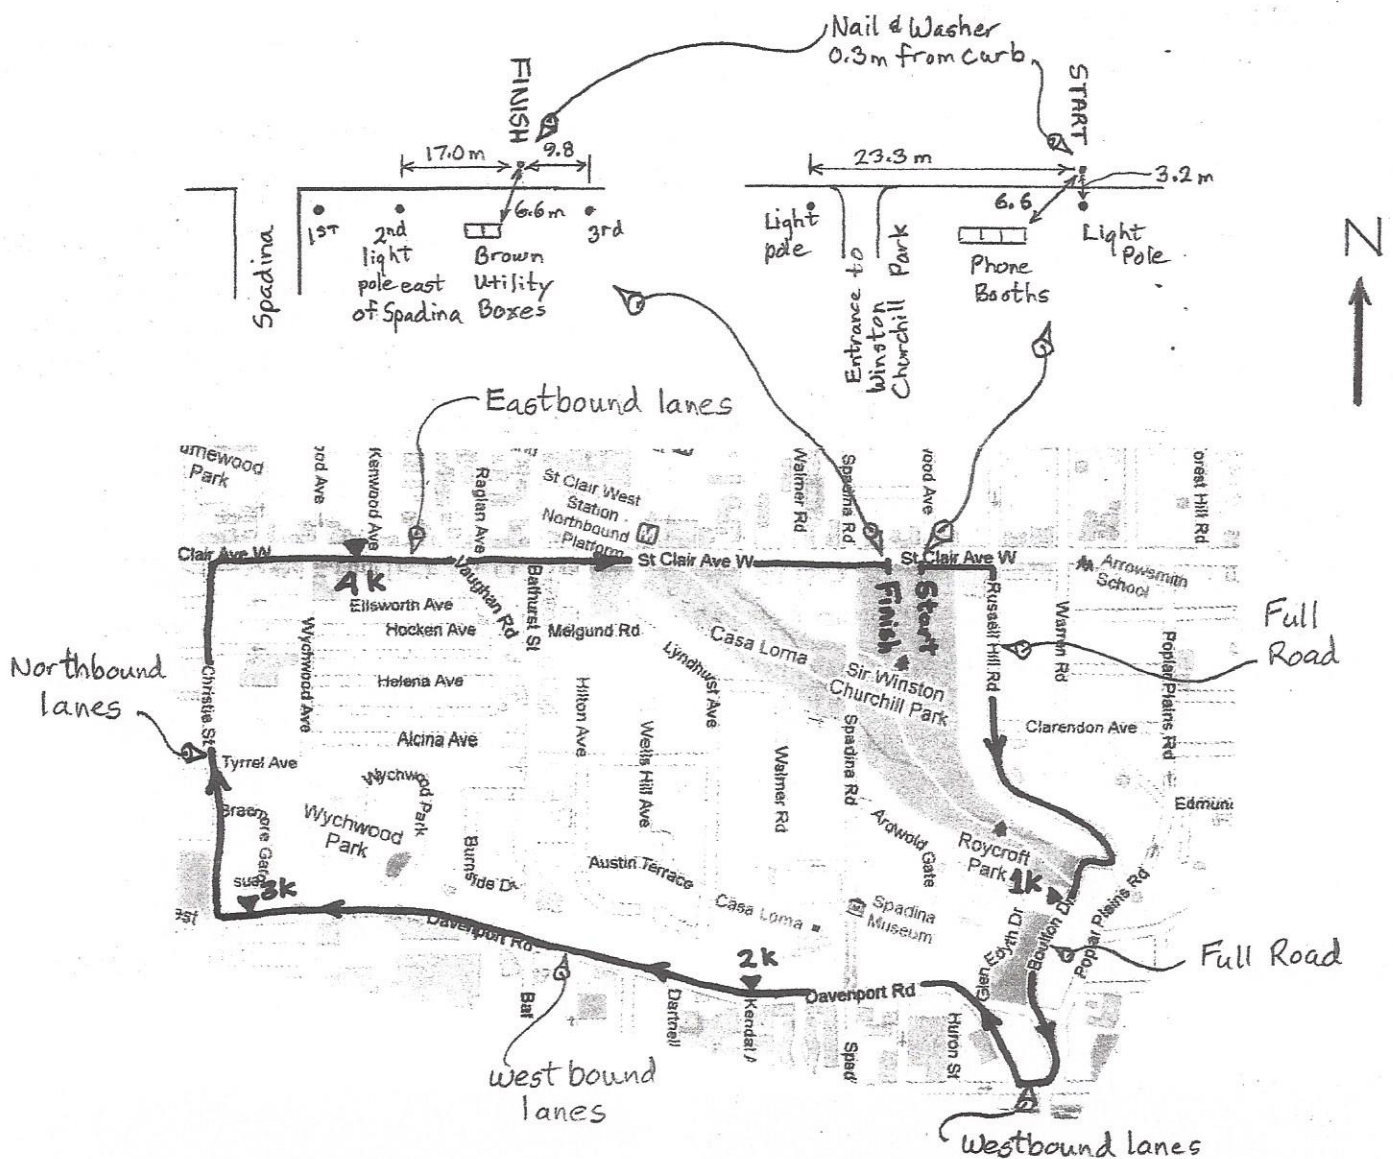 Nail & Washer
0.3m from curb
FINISH
START
17.0m
9.8
23.3 m
3.2 m
6.6m
6.6
Spadina
1ST
2nd
light
pole east
of Spadina
Brown
Utility
Boxes
3rd
Light
pole
Entrance to
Winston
Churchill Park
Phone
Booths
Light
Pole
N
Eastbound lanes
Park
Kenwood Ave
Raglan Ave
St Clair West
Station -
Northbound
Platform
M
Walmer Rd
Spadina Rd
Clair Ave W
St Clair Ave W
St Clair Ave W
4k
Finish
Start
Arrowsmith
School
Ellsworth Ave
Vaughan Rd
Bathurst St
Hocken Ave
Melgund Rd
Casa Loma
Lyndhurst Ave
Sir Winston
Churchill Park
Russell Hill Rd
Warren Rd
Poplar Plains Rd
Full
Road
Northbound
lanes
Christie St
Wychwood Ave
Helena Ave
Hilton Ave
Alcina Ave
Wells Hill Ave
Walmer Rd
Spadina Rd
Clarendon Ave
Tyrrel Ave
Wychwood Park
Wychwood
Park
Burnside Dr
Austin Terrace
Ardwold Gate
Roycroft
Park
1k
3k
Casa Loma
Spadina
Museum
Glen Edyth Dr
Boulton Dr
Poplar Plains Rd
Full Road
Davenport Rd
2k
Davenport Rd
Dartnell
Huron St
West bound
lanes
Westbound lanes